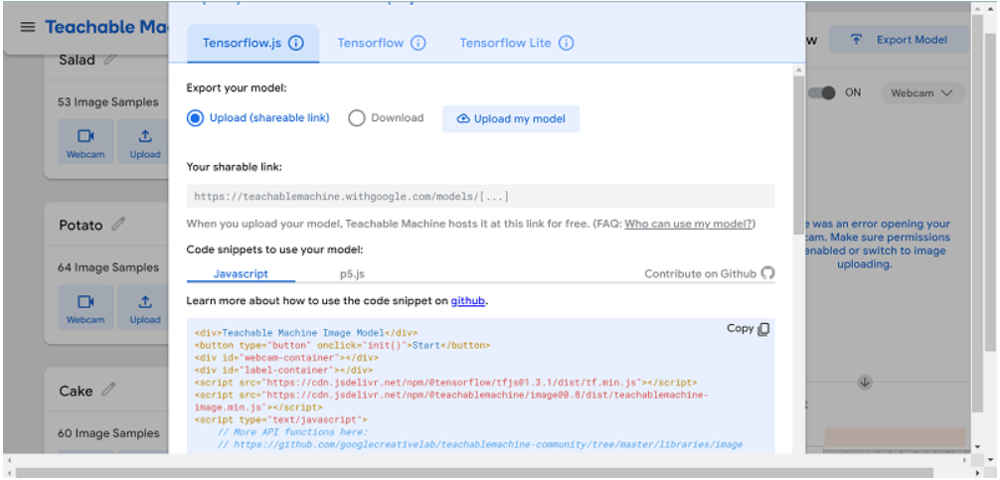 Teachable Ma
Tensorflow.js
Tensorflow
Tensorflow Lite
w
Export Model
Salad
Export your model:
53 Image Samples
ON
Webcam
Upload (shareable link)
Download
Upload my model
Webcam
Upload
Your sharable link:
https://teachablemachine.withgoogle.com/models/[...]
Potato
When you upload your model, Teachable Machine hosts it at this link for free. (FAQ: Who can use my model?)
e was an error opening your
cam. Make sure permissions
enabled or switch to image
uploading.
Code snippets to use your model:
64 Image Samples
Javascript
p5.js
Contribute on Github
Learn more about how to use the code snippet on github.
Webcam
Upload
Copy
<div>Teachable Machine Image Model</div>
<button type="button" onclick="init()">Start</button>
<div id="webcam-container"></div>
<div id="label-container"></div>
<script src="https://cdn.jsdelivr.net/npm/@tensorflow/tfjs@1.3.1/dist/tf.min.js"></script>
<script src="https://cdn.jsdelivr.net/npm/@teachablemachine/image@0.8/dist/teachablemachine-
image.min.js"></script>
<script type="text/javascript">
// More API functions here:
// https://github.com/googlecreativelab/teachablemachine-community/tree/master/libraries/image
Cake
60 Image Samples